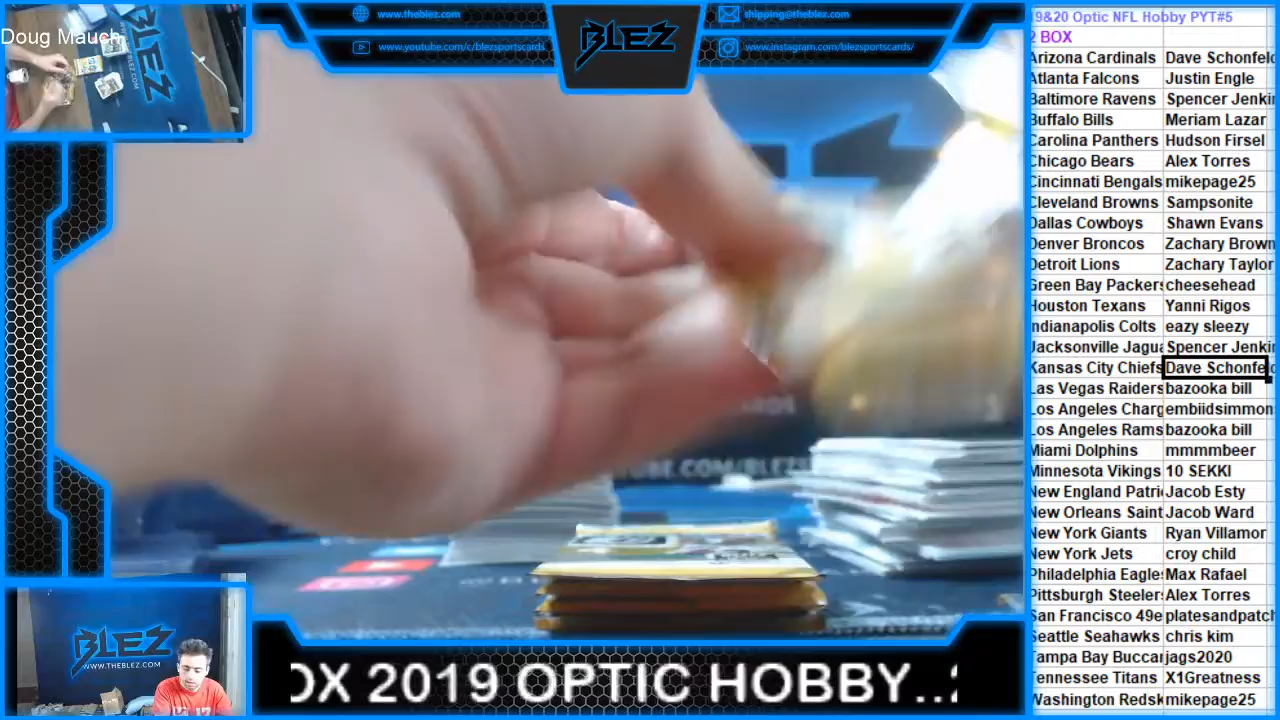 Doug Mauch
www.theblez.com
www.youtube.com/c/blezsportscards
BLEZ
shipping@theblez.com
www.instagram.com/blezsportscards/
19&20 Optic NFL Hobby PYT#5
2 BOX
Arizona Cardinals Dave Schonfeld
Atlanta Falcons Justin Engle
Baltimore Ravens Spencer Jenkin
Buffalo Bills Meriam Lazar
Carolina Panthers Hudson Firsel
Chicago Bears Alex Torres
Cincinnati Bengals mikepage25
Cleveland Browns Sampsonite
Dallas Cowboys Shawn Evans
Denver Broncos Zachary Brown
Detroit Lions Zachary Taylor
Green Bay Packers cheesehead
Houston Texans Yanni Rigos
Indianapolis Colts eazy sleezy
Jacksonville Jagua Spencer Jenkin
Kansas City Chiefs Dave Schonfeld
Las Vegas Raiders bazooka bill
Los Angeles Charg embiidsimmon
Los Angeles Rams bazooka bill
Miami Dolphins mmmmbeer
Minnesota Vikings 10 SEKKI
New England Patri Jacob Esty
New Orleans Saint Jacob Ward
New York Giants Ryan Villamor
New York Jets croy child
Philadelphia Eagles Max Rafael
Pittsburgh Steelers Alex Torres
San Francisco 49e platesandpatch
Seattle Seahawks chris kim
Tampa Bay Buccar jags2020
Tennessee Titans X1Greatness
Washington Redsk mikepage25
BLEZ
BLEZ
WWW.THEBLEZ.COM
OX 2019 OPTIC HOBBY..